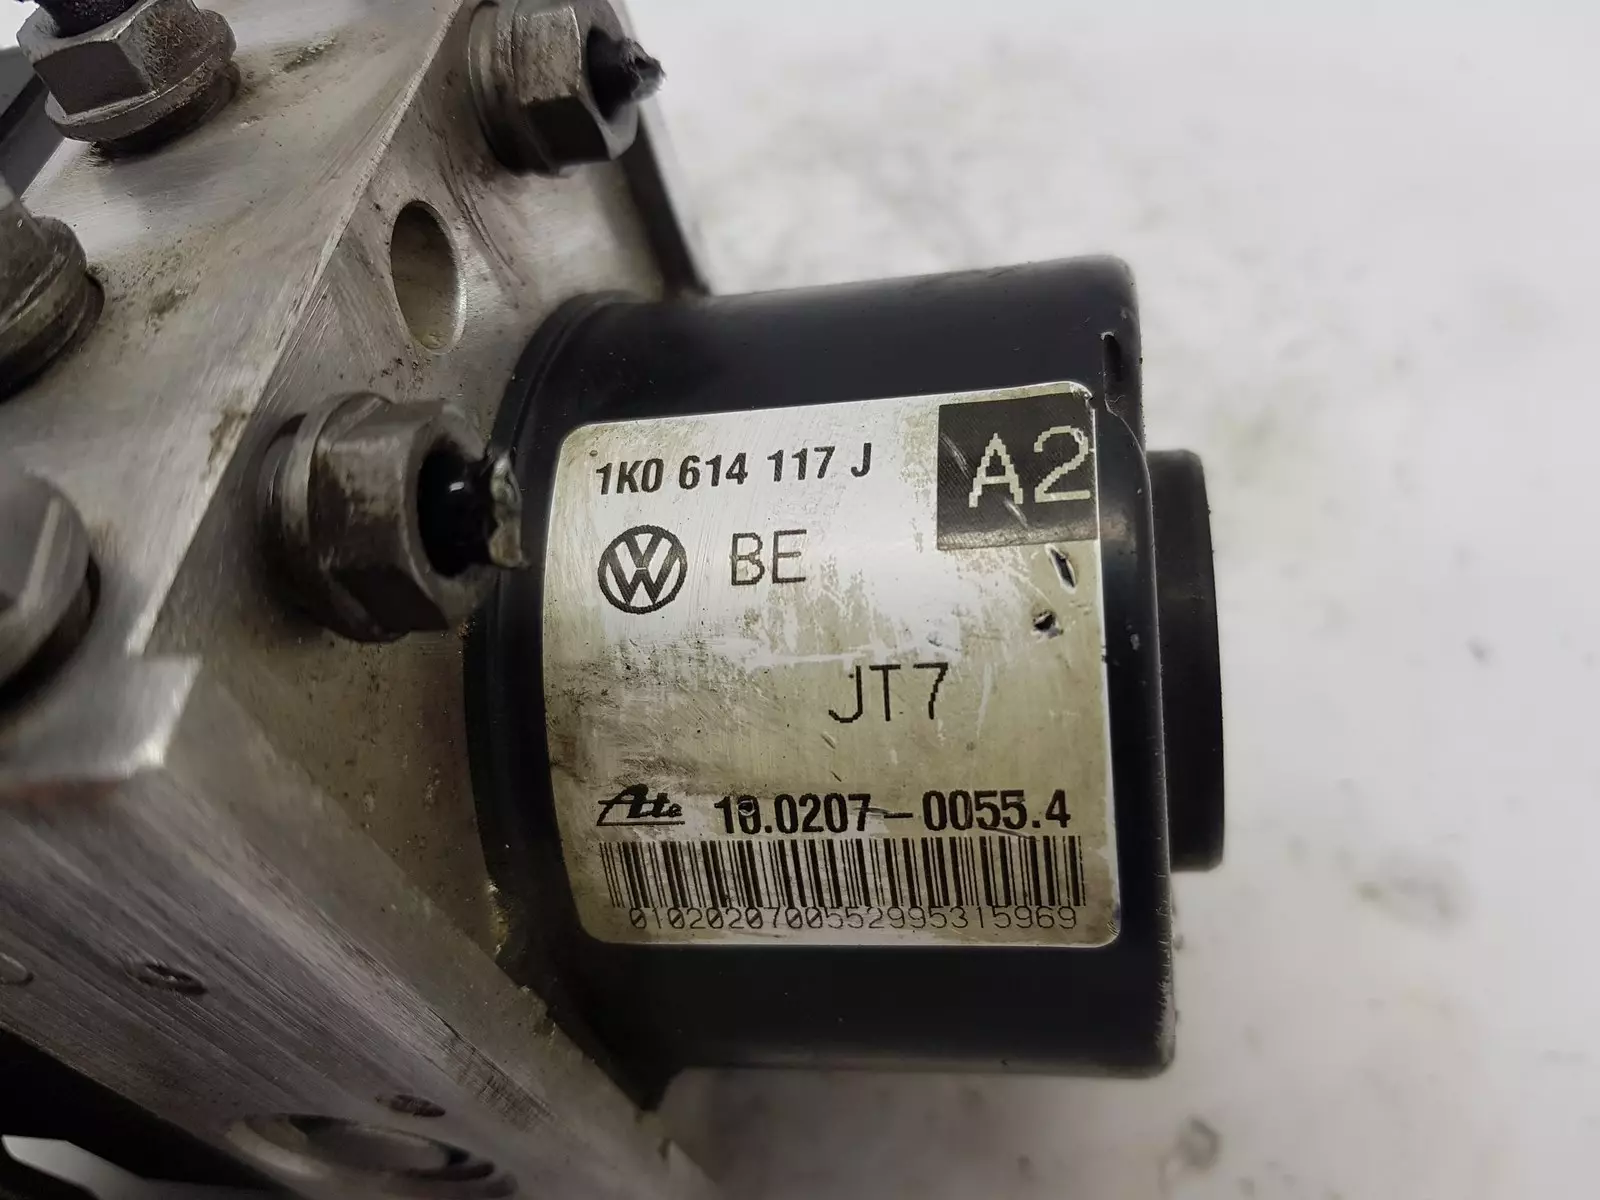 1K0 614 117 J
A2
BE
JT7
Ate 10.0207-0055.4
0102020700552995315969